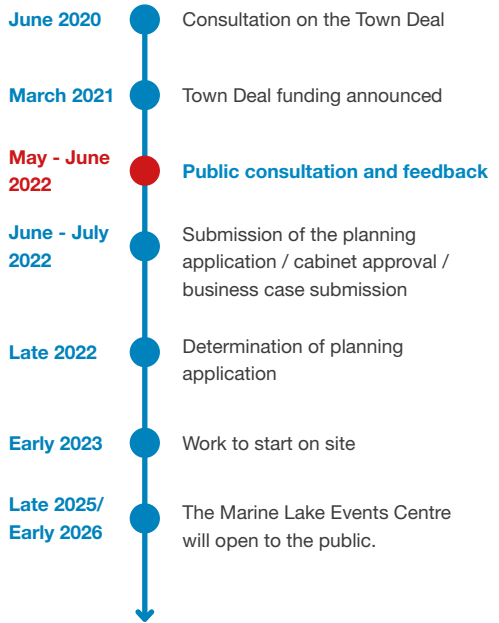 June 2020
Consultation on the Town Deal
March 2021
Town Deal funding announced
May - June
2022
Public consultation and feedback
June - July
2022
Submission of the planning
application / cabinet approval /
business case submission
Late 2022
Determination of planning
application
Early 2023
Work to start on site
Late 2025/
Early 2026
The Marine Lake Events Centre
will open to the public.